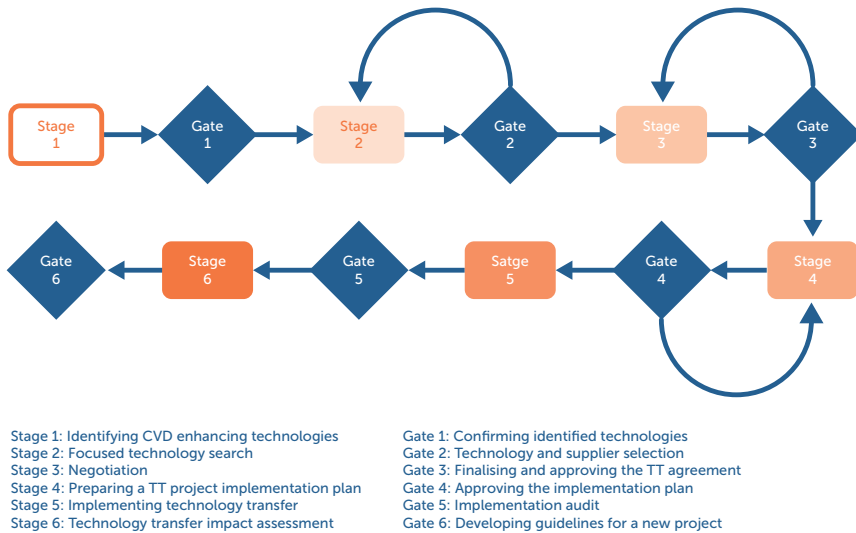 Stage
1
Gate
1
Stage
2
Gate
2
Stage
3
Gate
3
Gate
6
Stage
6
Gate
5
Satge
5
Gate
4
Stage
4
Stage 1: Identifying CVD enhancing technologies
Stage 2: Focused technology search
Stage 3: Negotiation
Stage 4: Preparing a TT project implementation plan
Stage 5: Implementing technology transfer
Stage 6: Technology transfer impact assessment
Gate 1: Confirming identified technologies
Gate 2: Technology and supplier selection
Gate 3: Finalising and approving the TT agreement
Gate 4: Approving the implementation plan
Gate 5: Implementation audit
Gate 6: Developing guidelines for a new project